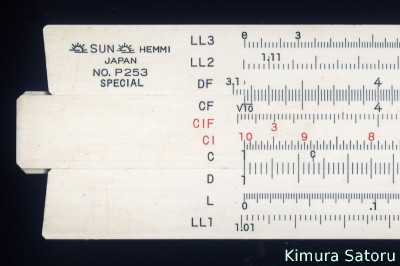 LL3 e 3
SUN HEMMI
LL2 1.11
JAPAN
NO. P253
SPECIAL
DF 3.1 4
CF √10 4
CIF 3
CI 10 9 8
C 1 C
D 1
L 0 .1
LL1 1.01
Kimura Satoru